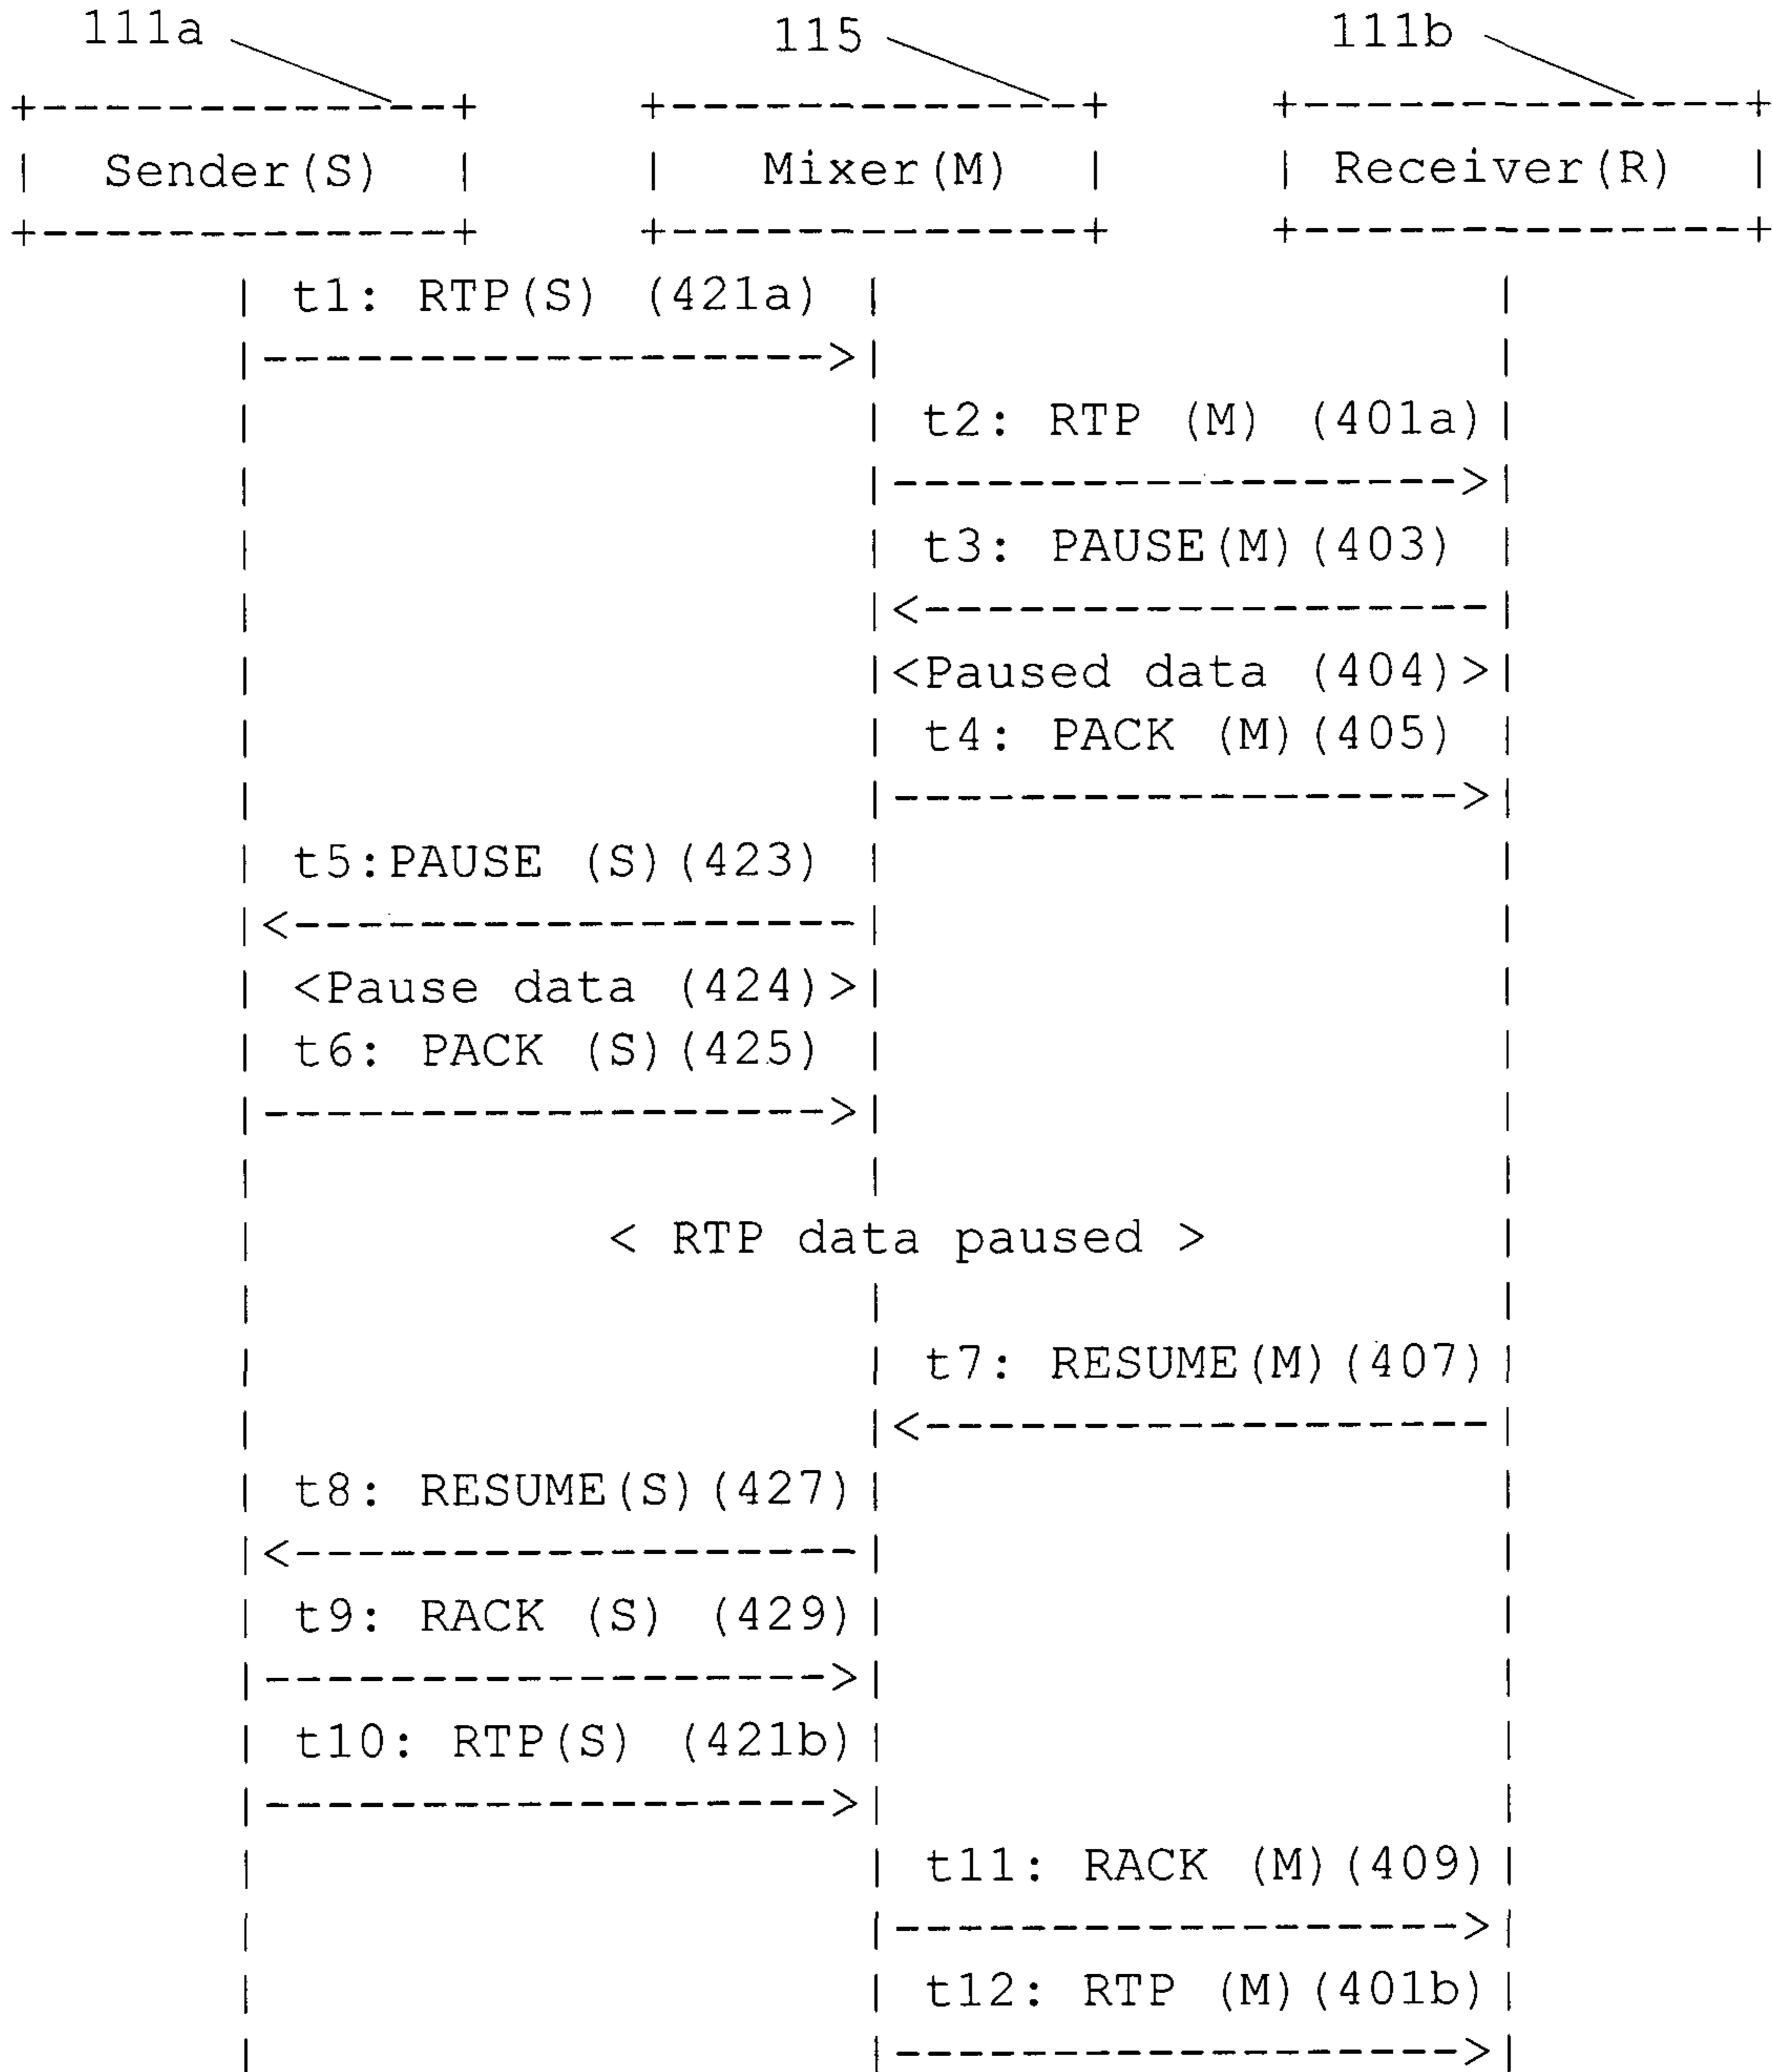 111a 115 111b
Sender(S) Mixer(M) Receiver(R)
t1: RTP(S) (421a)
t2: RTP (M) (401a)
t3: PAUSE(M)(403)
<Paused data (404)>
t4: PACK (M)(405)
t5:PAUSE (S)(423)
<Pause data (424)>
t6: PACK (S)(425)
< RTP data paused >
t7: RESUME(M)(407)
t8: RESUME(S)(427)
t9: RACK (S) (429)
t10: RTP(S) (421b)
t11: RACK (M)(409)
t12: RTP (M)(401b)